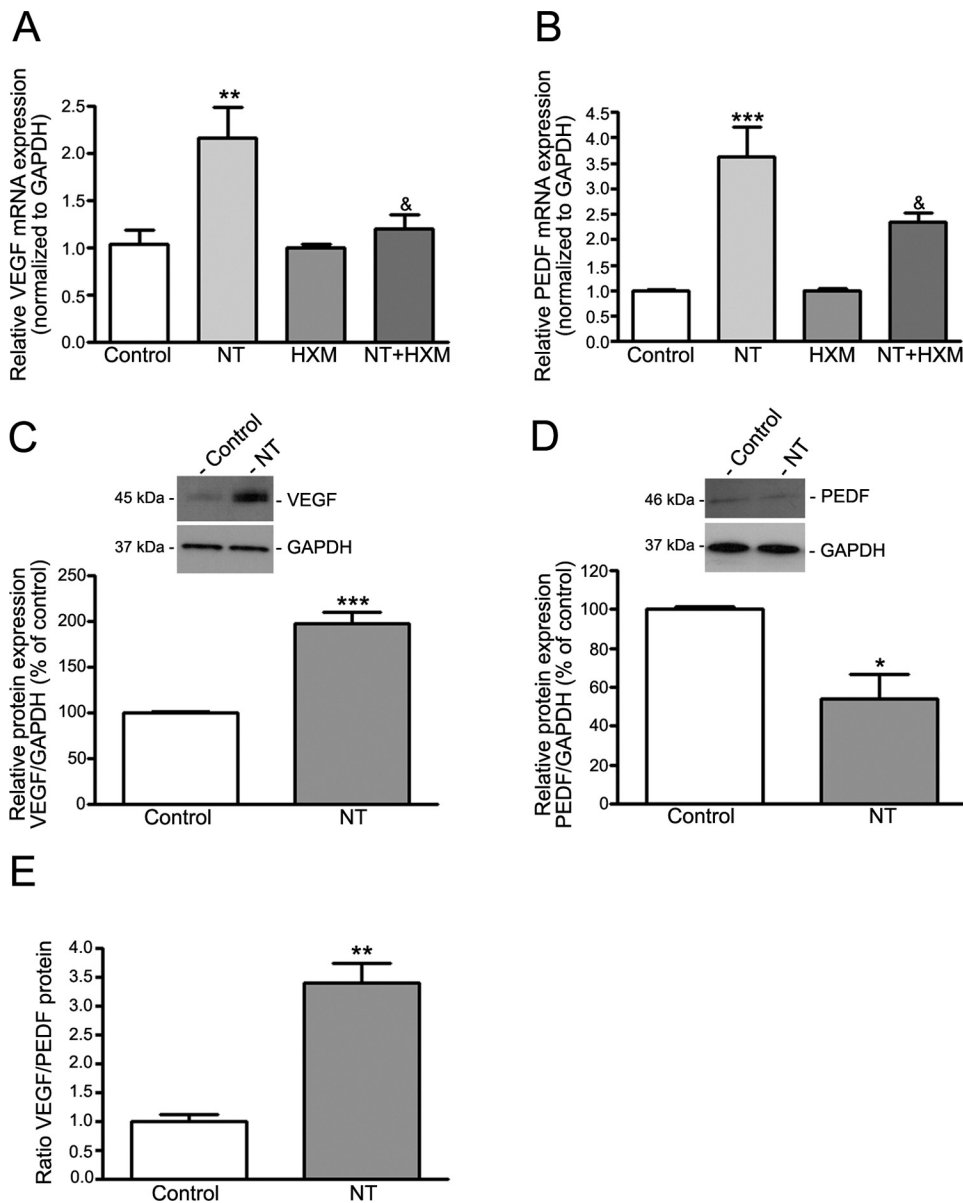 A
Relative VEGF mRNA expression
(normalized to GAPDH)
2.5
2.0
1.5
1.0
0.5
0.0
**
&
Control NT HXM NT+HXM
B
Relative PEDF mRNA expression
(normalized to GAPDH)
4.5
4.0
3.5
3.0
2.5
2.0
1.5
1.0
0.5
0.0
***
&
Control NT HXM NT+HXM
C
- Control
- NT
45 kDa - - VEGF
37 kDa - - GAPDH
Relative protein expression
VEGF/GAPDH (% of control)
250
200
150
100
50
0
***
Control NT
D
- Control
- NT
46 kDa - - PEDF
37 kDa - - GAPDH
Relative protein expression
PEDF/GAPDH (% of control)
120
100
80
60
40
20
0
*
Control NT
E
Ratio VEGF/PEDF protein
4.0
3.5
3.0
2.5
2.0
1.5
1.0
0.5
0.0
**
Control NT